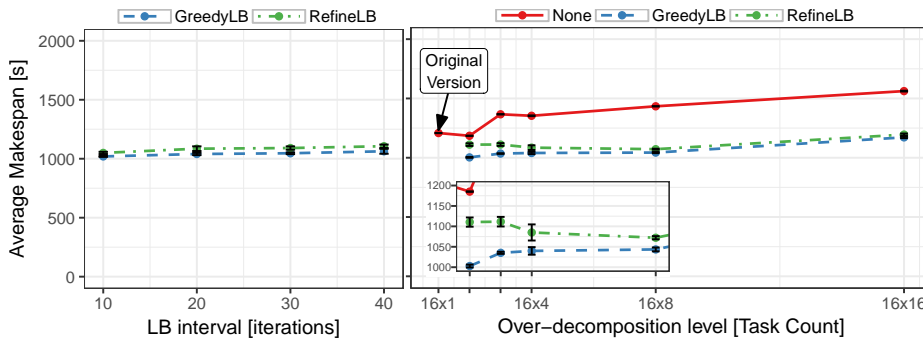 GreedyLB RefineLB
None GreedyLB RefineLB
Average Makespan [s]
2000
1500
1000
500
0
10 20 30 40
LB interval [iterations]
Original
Version
1200
1150
1100
1050
1000
16x1 16x4 16x8 16x16
Over−decomposition level [Task Count]